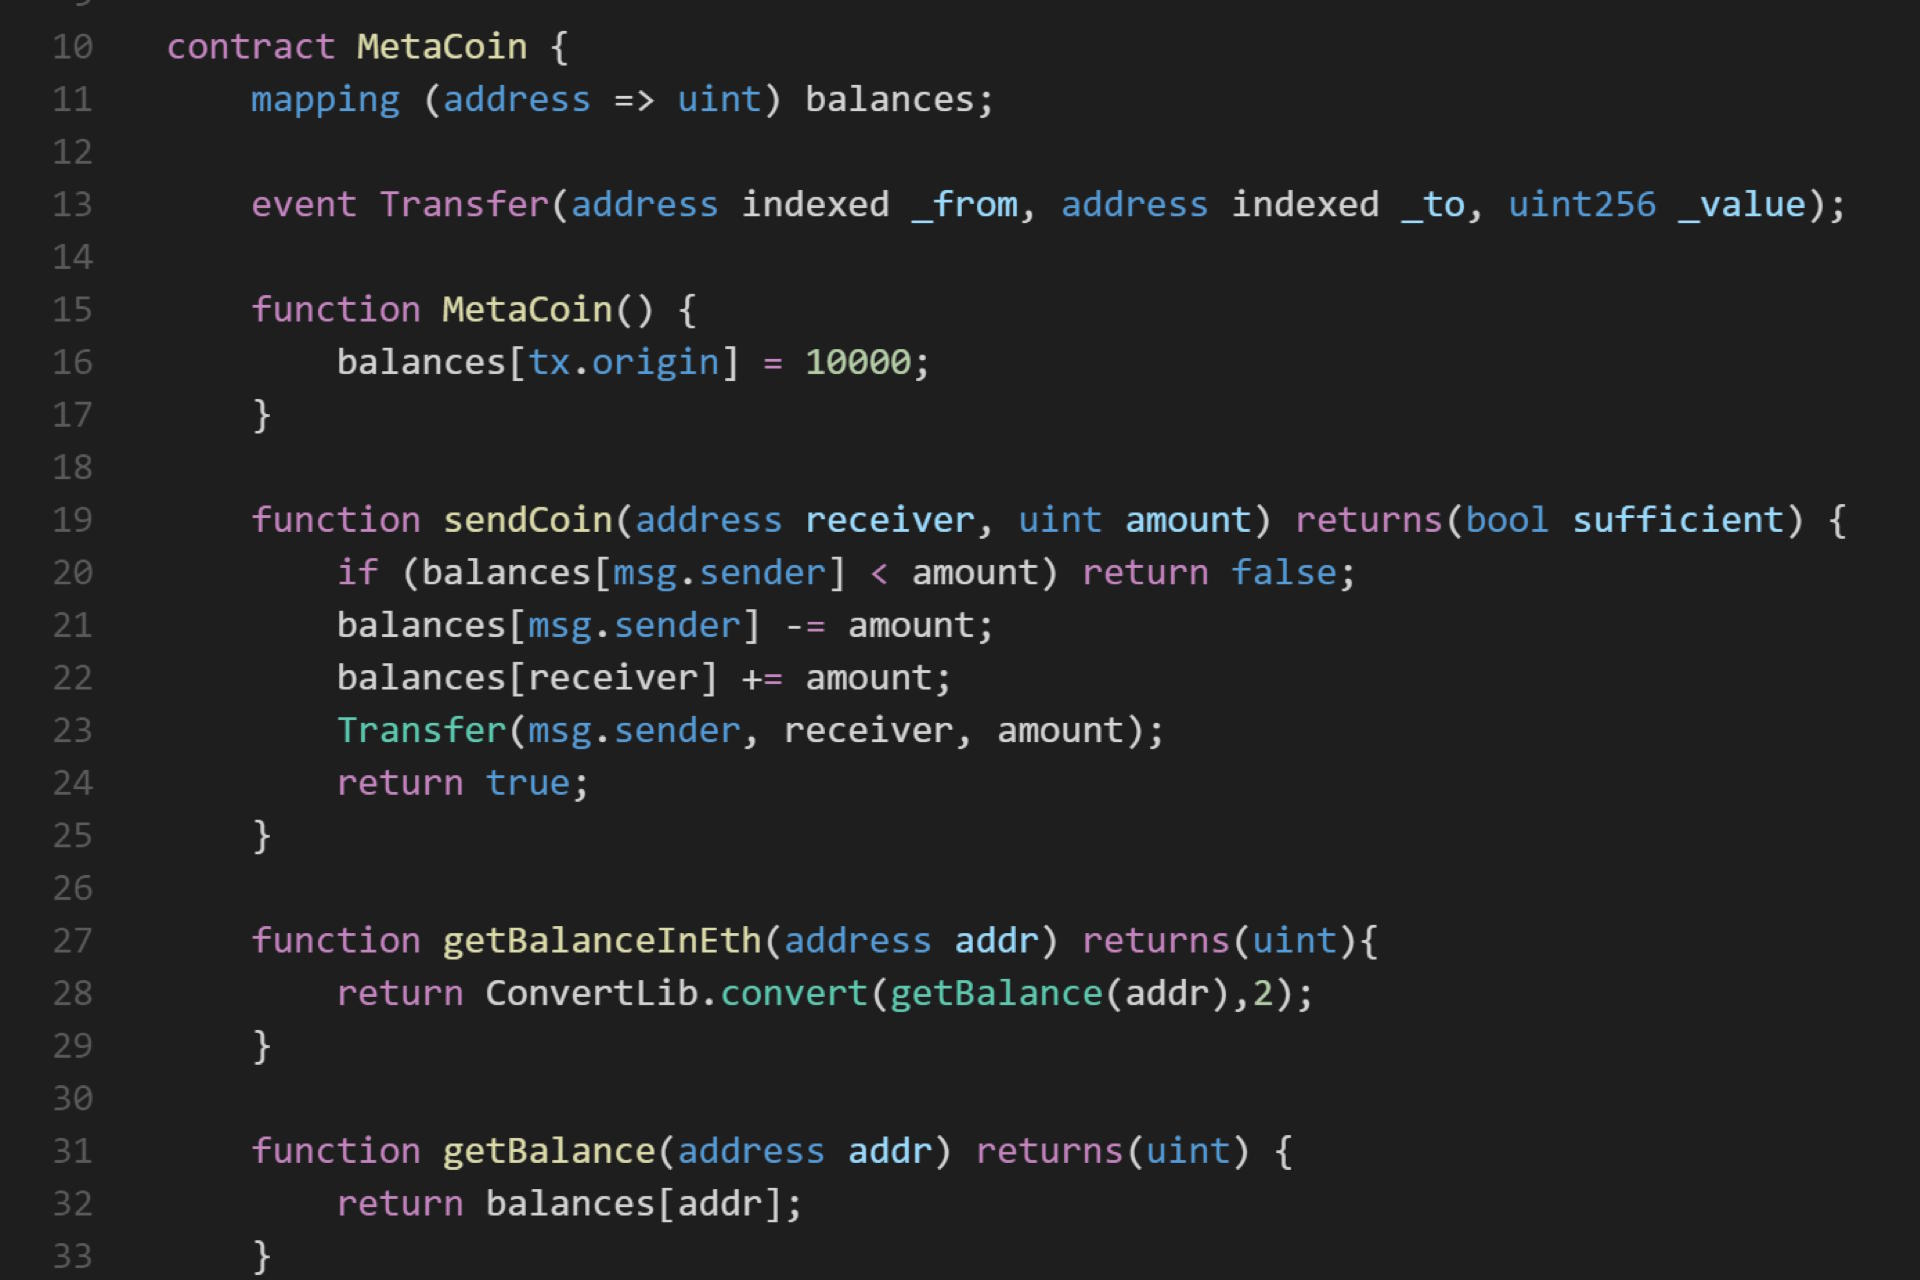 10 contract MetaCoin {
11 mapping (address => uint) balances;
12
13 event Transfer(address indexed _from, address indexed _to, uint256 _value);
14
15 function MetaCoin() {
16 balances[tx.origin] = 10000;
17 }
18
19 function sendCoin(address receiver, uint amount) returns(bool sufficient) {
20 if (balances[msg.sender] < amount) return false;
21 balances[msg.sender] -= amount;
22 balances[receiver] += amount;
23 Transfer(msg.sender, receiver, amount);
24 return true;
25 }
26
27 function getBalanceInEth(address addr) returns(uint){
28 return ConvertLib.convert(getBalance(addr),2);
29 }
30
31 function getBalance(address addr) returns(uint) {
32 return balances[addr];
33 }